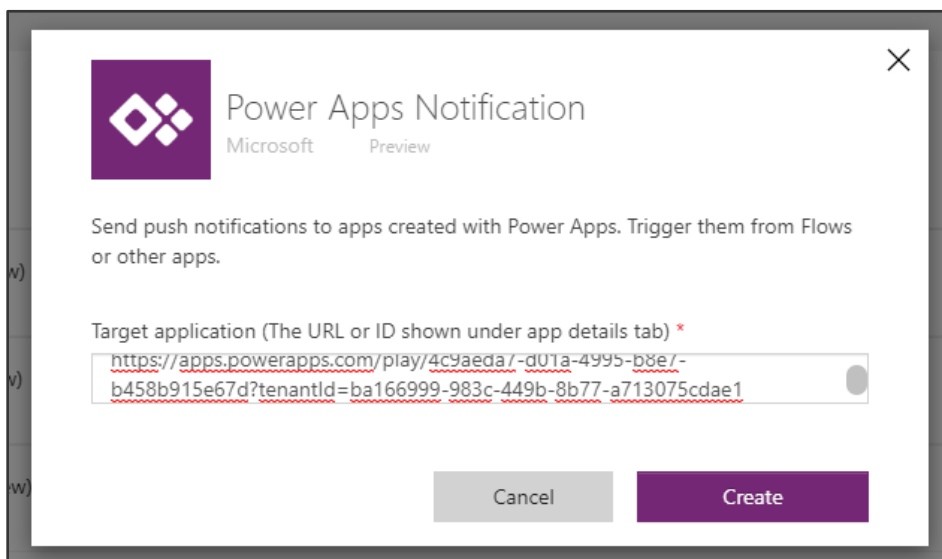 Power Apps Notification
Microsoft Preview
Send push notifications to apps created with Power Apps. Trigger them from Flows
or other apps.
w)
Target application (The URL or ID shown under app details tab) *
https://apps.powerapps.com/play/4c9aeda7-d01a-4995-b8e7-
w)
b458b915e67d?tenantId=ba166999-983c-449b-8b77-a713075cdae1
w)
Cancel Create